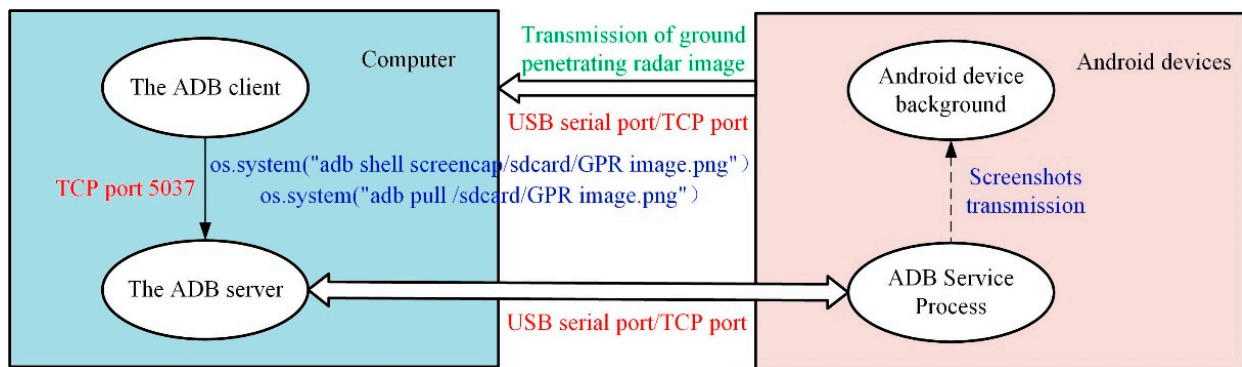 Computer
The ADB client
TCP port 5037
The ADB server
Transmission of ground
penetrating radar image
USB serial port/TCP port
os.system("adb shell screencap/sdcard/GPR image.png"）
os.system("adb pull /sdcard/GPR image.png"）
USB serial port/TCP port
Android devices
Android device
background
Screenshots
transmission
ADB Service
Process